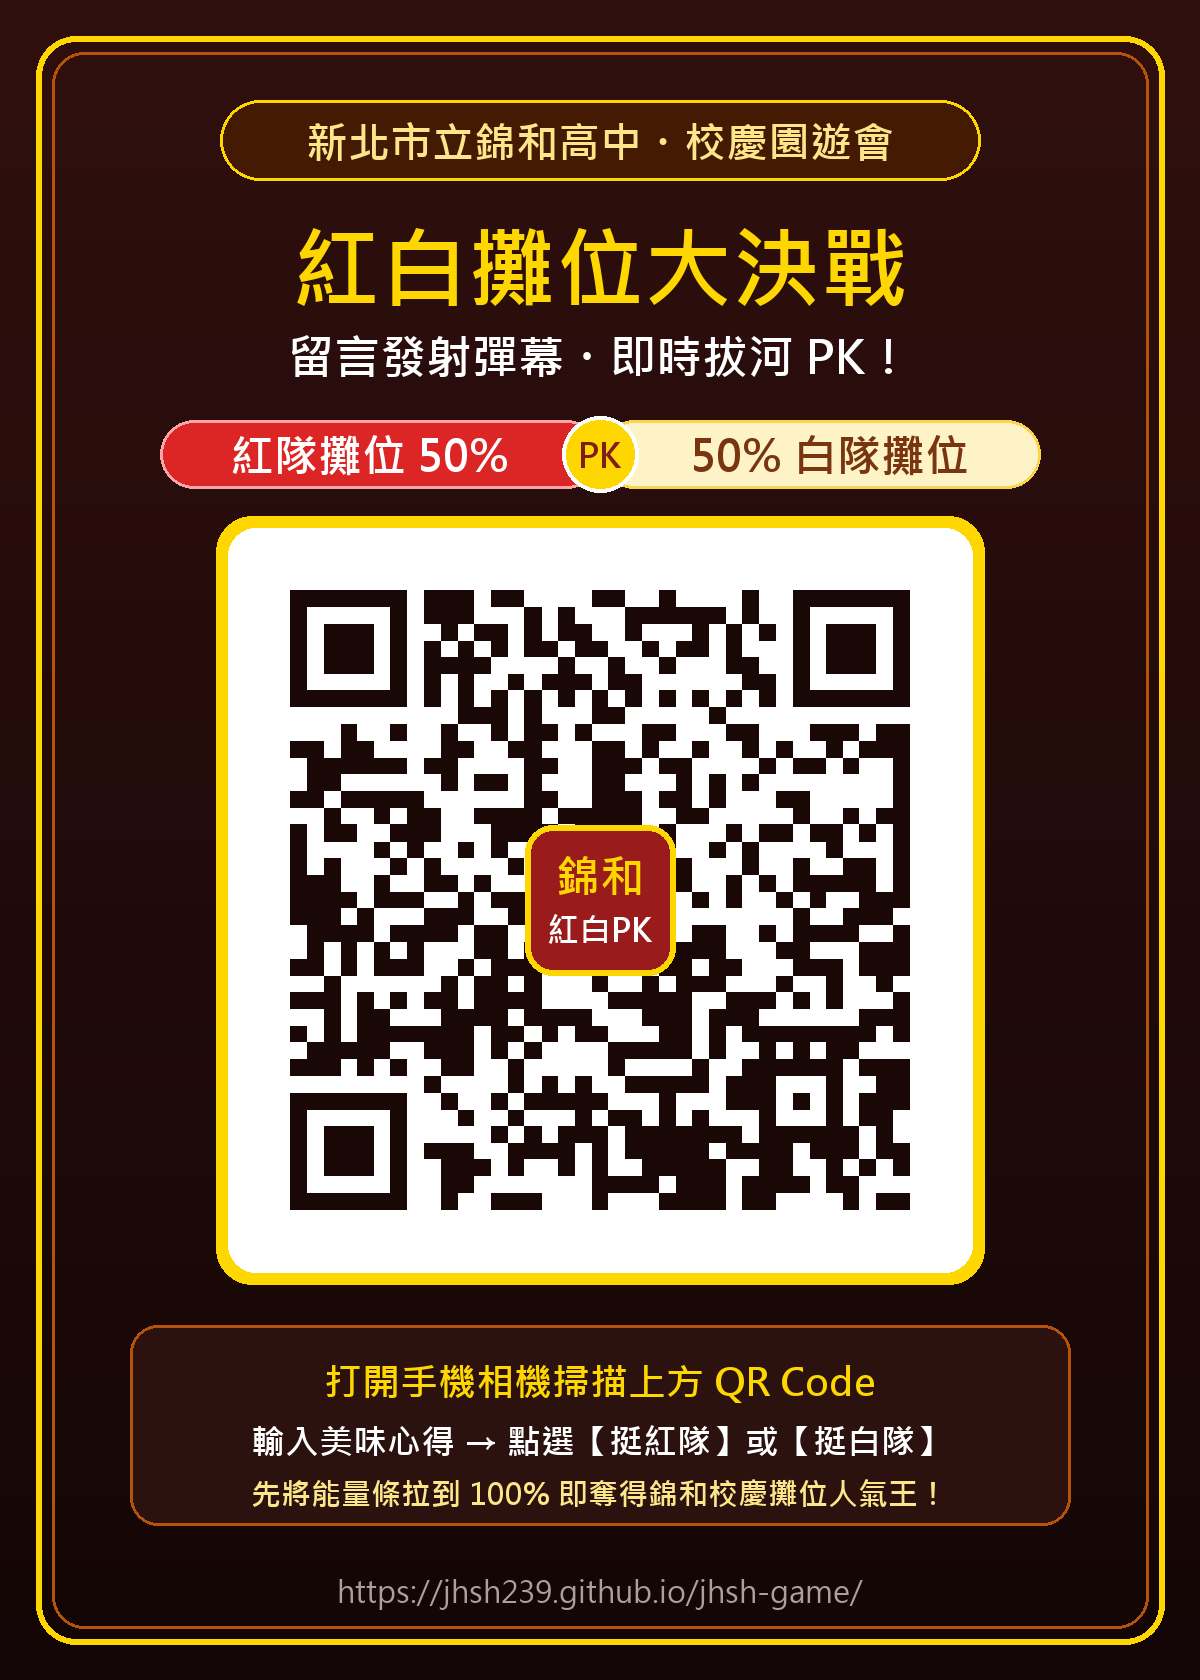 新北市立錦和高中・校慶園遊會
紅白攤位大決戰
留言發射彈幕・即時拔河 PK！
紅隊攤位 50%
PK
50% 白隊攤位
錦和
紅白PK
打開手機相機掃描上方 QR Code
輸入美味心得 → 點選【挺紅隊】或【挺白隊】
先將能量條拉到 100% 即奪得錦和校慶攤位人氣王！
https://jhsh239.github.io/jhsh-game/